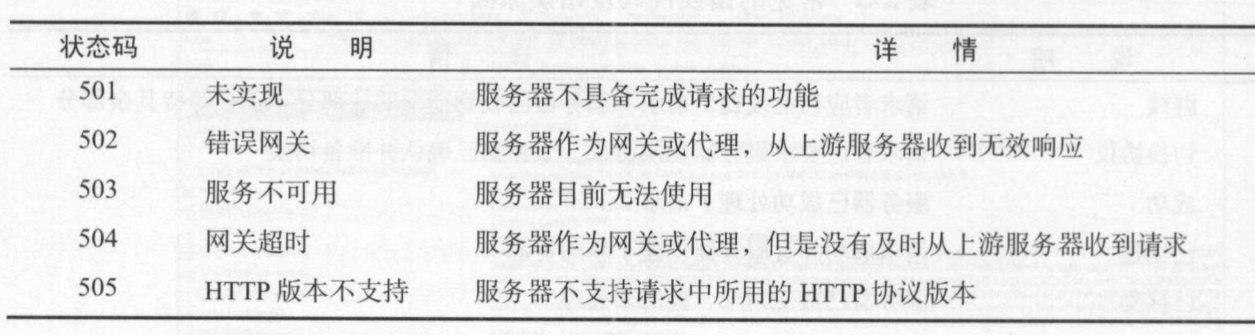 状态码 说 明 详 情
501 未实现 服务器不具备完成请求的功能
502 错误网关 服务器作为网关或代理，从上游服务器收到无效响应
503 服务不可用 服务器目前无法使用
504 网关超时 服务器作为网关或代理，但是没有及时从上游服务器收到请求
505 HTTP 版本不支持 服务器不支持请求中所用的 HTTP 协议版本